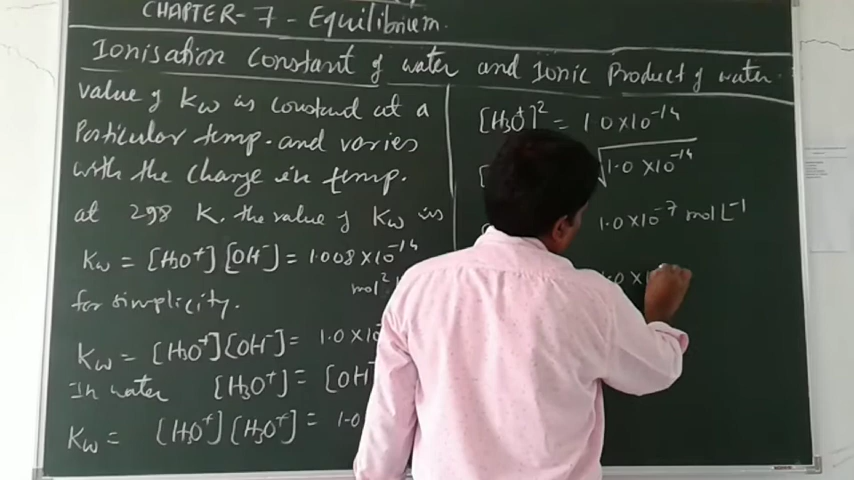 CHAPTER-7 - Equilibrium.
Ionisation Constant of water and Ionic Product of water.
value of Kw is constant at a
Particular temp. and varies
with the change in temp.
at 298 K. the value of Kw is
Kw = [H3O+][OH-] = 1.008 × 10^-14
mol²
for simplicity.
Kw = [H3O+][OH-] = 1.0 × 10
In water [H3O+] = [OH
Kw = [H3O+][H3O+] = 1.0
[H3O+]² = 1.0 × 10^-14
[ √1.0 × 10^-14
1.0 × 10^-7 mol L^-1
1.0 × 1